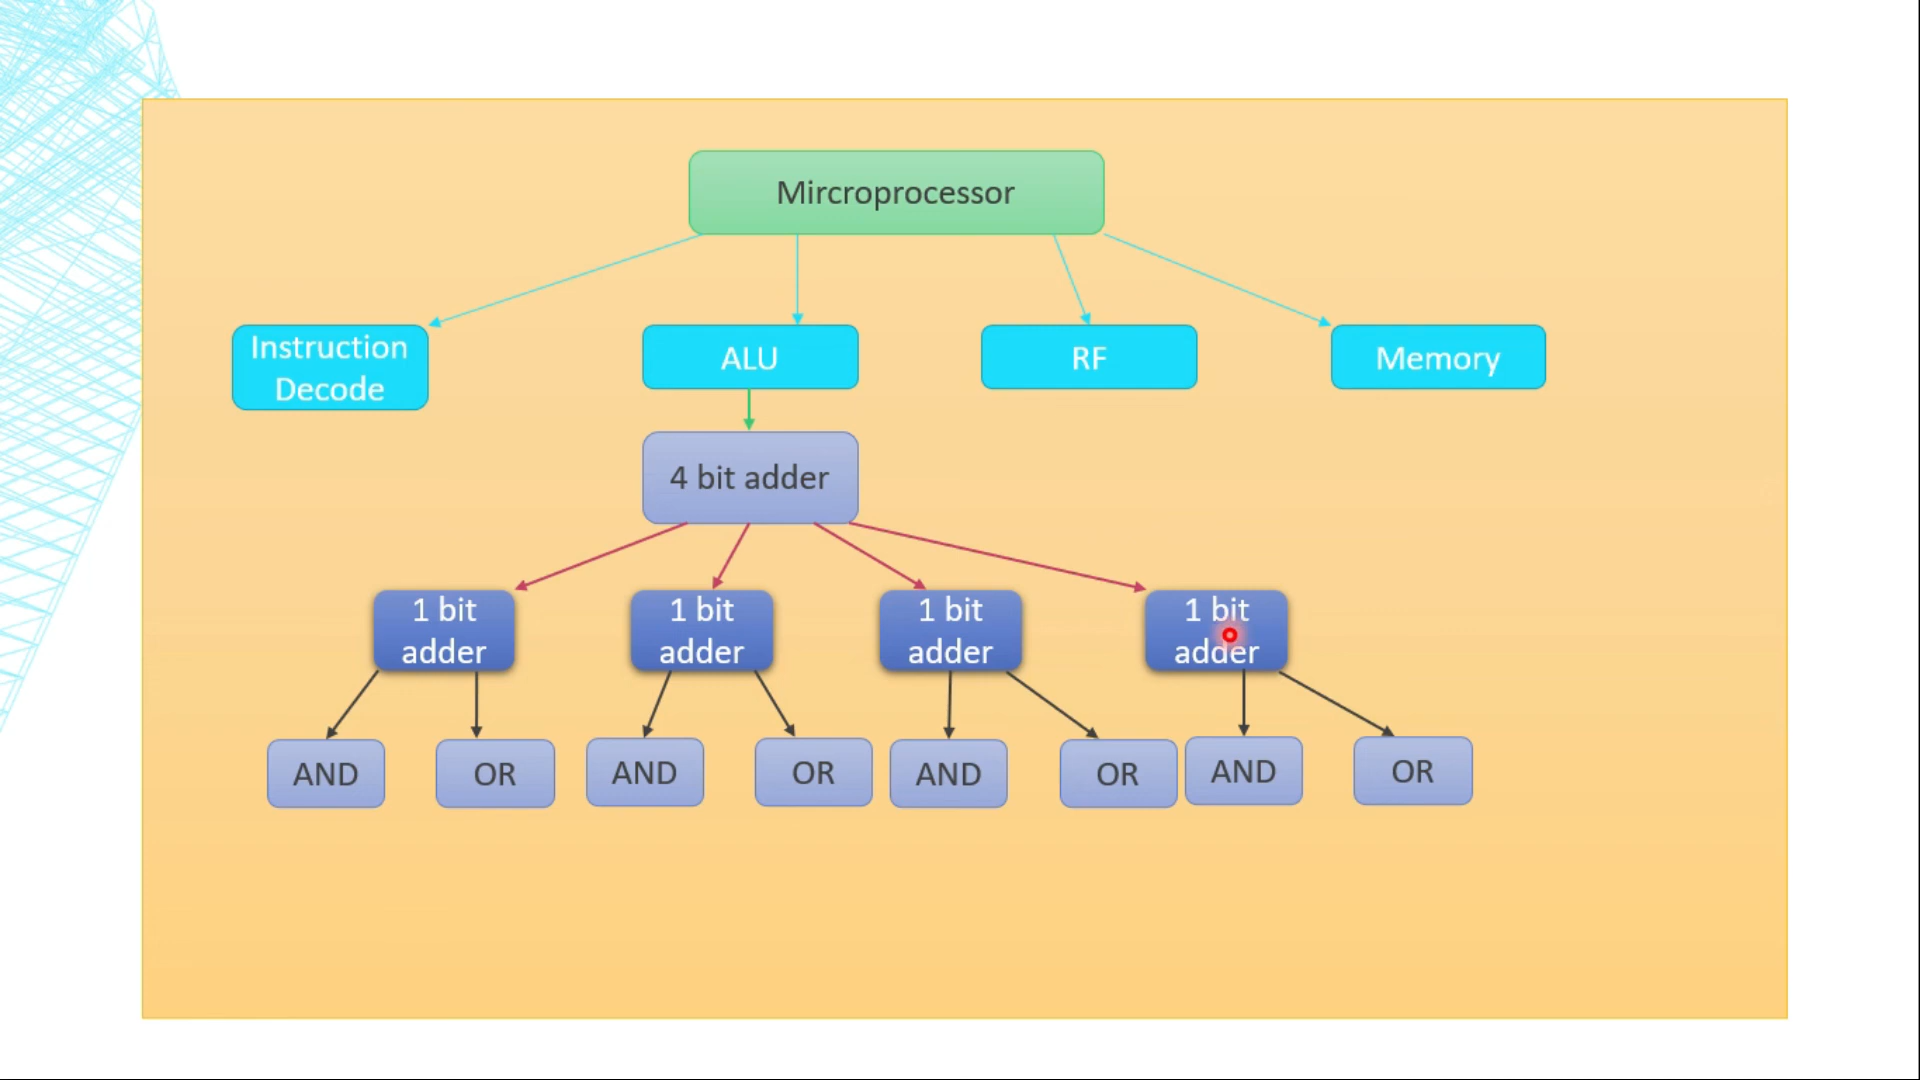 Mircroprocessor
Instruction
Decode
ALU
RF
Memory
4 bit adder
1 bit
adder
1 bit
adder
1 bit
adder
1 bit
adder
AND
OR
AND
OR
AND
OR
AND
OR